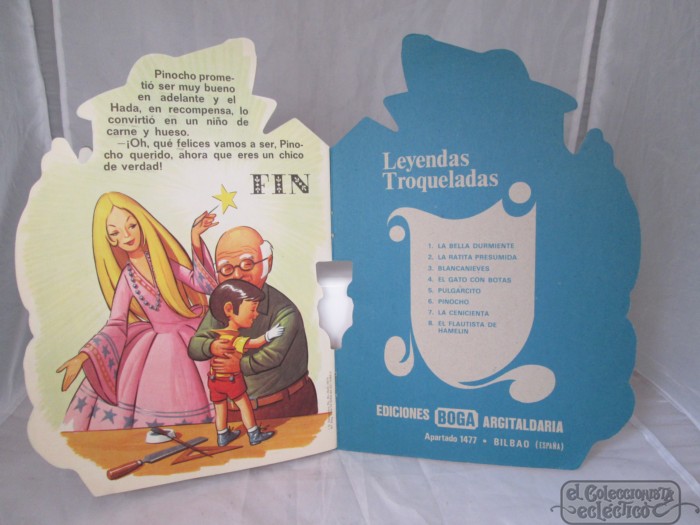 Pinocho prome-
tió ser muy bueno
en adelante y el
Hada, en recompensa, lo
convirtió en un niño de
carne y hueso.
—¡Oh, qué felices vamos a ser, Pino-
cho querido, ahora que eres un chico
de verdad!
FIN
Leyendas
Troqueladas
1. LA BELLA DURMIENTE
2. LA RATITA PRESUMIDA
3. BLANCANIEVES
4. EL GATO CON BOTAS
5. PULGARCITO
6. PINOCHO
7. LA CENICIENTA
8. EL FLAUTISTA DE
HAMELIN
EDICIONES BOGA ARGITALDARIA
Apartado 1477 • BILBAO (ESPAÑA)
el Coleccionista
ecléctico